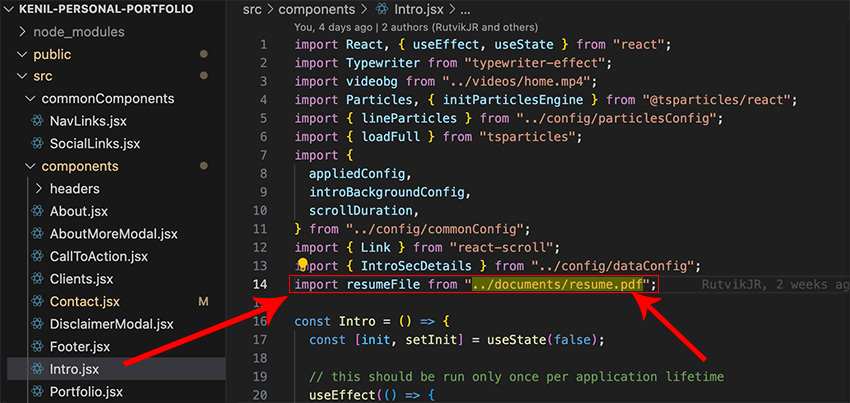 KENIL-PERSONAL-PORTFOLIO
node_modules
public
src
commonComponents
NavLinks.jsx
SocialLinks.jsx
components
headers
About.jsx
AboutMoreModal.jsx
CallToAction.jsx
Clients.jsx
Contact.jsx M
DisclaimerModal.jsx
Footer.jsx
Intro.jsx
Portfolio.jsx
src > components > Intro.jsx > ...
You, 4 days ago | 2 authors (RutvikJR and others)
1 import React, { useEffect, useState } from "react";
2 import Typewriter from "typewriter-effect";
3 import videobg from "../videos/home.mp4";
4 import Particles, { initParticlesEngine } from "@tsparticles/react";
5 import { lineParticles } from "../config/particlesConfig";
6 import { loadFull } from "tsparticles";
7 import {
8 appliedConfig,
9 introBackgroundConfig,
10 scrollDuration,
11 } from "../config/commonConfig";
12 import { Link } from "react-scroll";
13 import { IntroSecDetails } from "../config/dataConfig";
14 import resumeFile from "../documents/resume.pdf"; RutvikJR, 2 weeks ag
15
16 const Intro = () => {
17 const [init, setInit] = useState(false);
18
19 // this should be run only once per application lifetime
20 useEffect(() => {